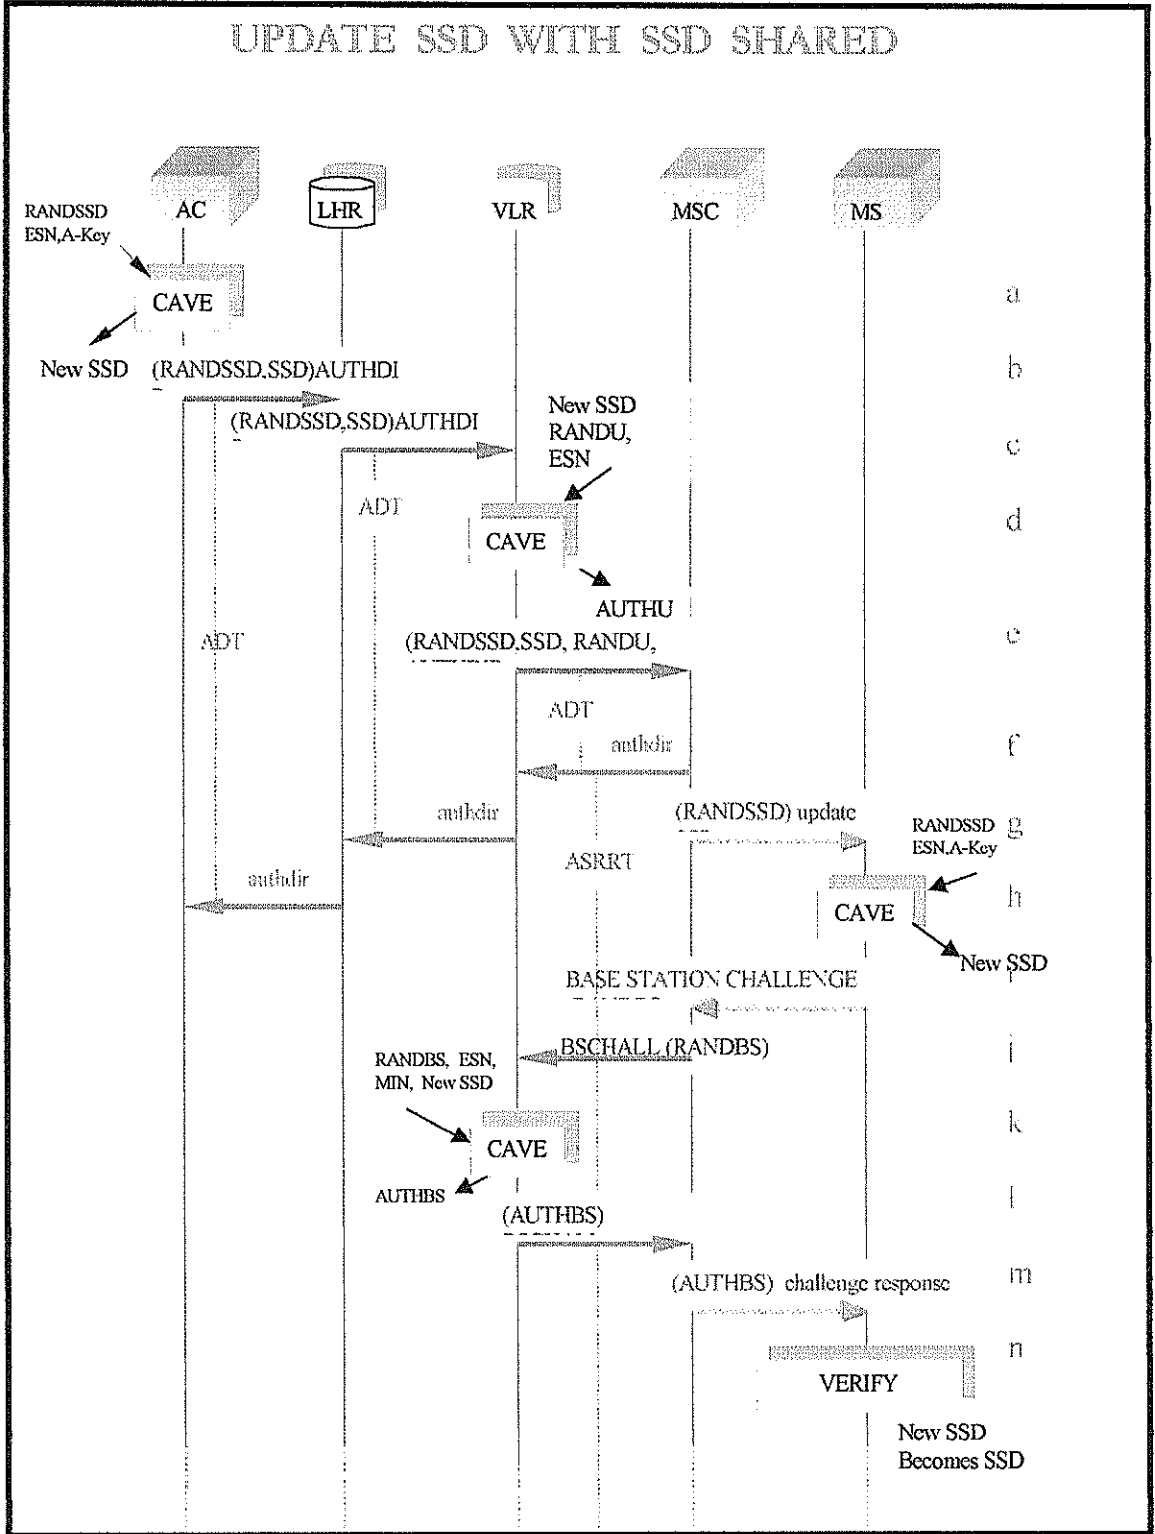 UPDATE SSD WITH SSD SHARED
AC
LHR
VLR
MSC
MS
RANDSSD
ESN,A-Key
CAVE
a
New SSD
(RANDSSD,SSD)AUTHDI
b
(RANDSSD,SSD)AUTHDI
New SSD
RANDU,
ESN
c
ADT
CAVE
d
AUTHU
ADT
(RANDSSD,SSD, RANDU,
e
ADT
authdir
f
authdir
(RANDSSD) update
g
RANDSSD
ESN,A-Key
ASRRT
authdir
CAVE
h
New SSD
BASE STATION CHALLENGE
BSCHALL (RANDBS)
RANDBS, ESN,
MIN, New SSD
CAVE
k
AUTHBS
l
(AUTHBS)
(AUTHBS) challenge response
m
n
VERIFY
New SSD
Becomes SSD